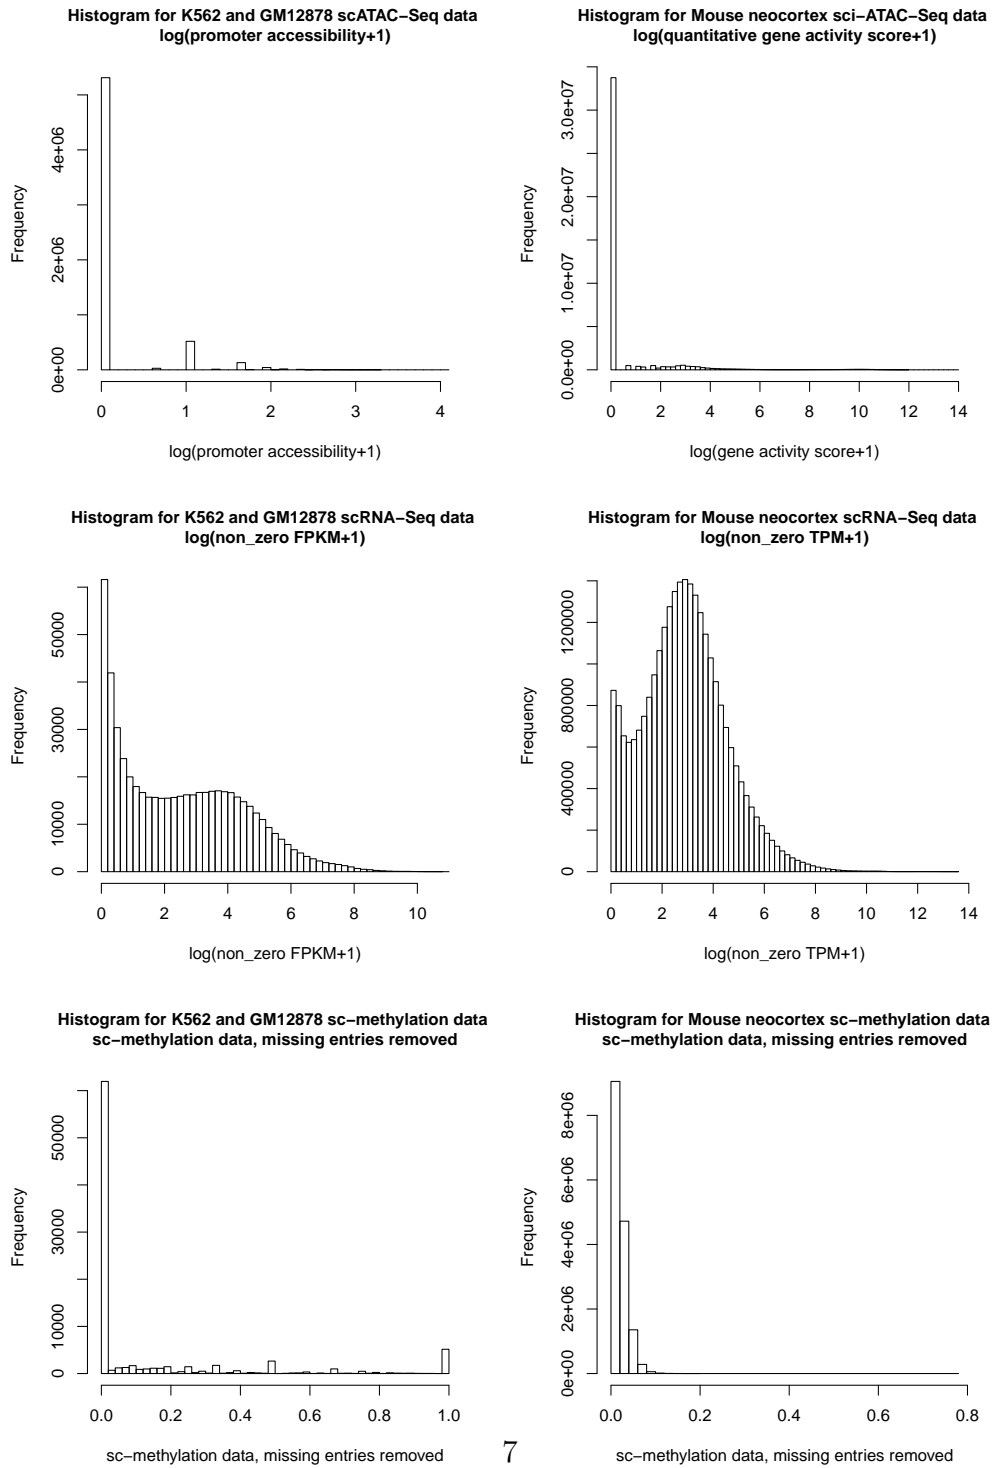 Histogram for K562 and GM12878 scATAC−Seq data
log(promoter accessibility+1)
Frequency
0e+00 2e+06 4e+06
0 1 2 3 4
log(promoter accessibility+1)
Histogram for Mouse neocortex sci−ATAC−Seq data
log(quantitative gene activity score+1)
Frequency
0.0e+00 1.0e+07 2.0e+07 3.0e+07
0 2 4 6 8 10 12 14
log(gene activity score+1)
Histogram for K562 and GM12878 scRNA−Seq data
log(non_zero FPKM+1)
Frequency
0 10000 30000 50000
0 2 4 6 8 10
log(non_zero FPKM+1)
Histogram for Mouse neocortex scRNA−Seq data
log(non_zero TPM+1)
Frequency
0 400000 800000 1200000
0 2 4 6 8 10 12 14
log(non_zero TPM+1)
Histogram for K562 and GM12878 sc−methylation data
sc−methylation data, missing entries removed
Frequency
0 10000 30000 50000
0.0 0.2 0.4 0.6 0.8 1.0
sc−methylation data, missing entries removed
Histogram for Mouse neocortex sc−methylation data
sc−methylation data, missing entries removed
Frequency
0e+00 2e+06 4e+06 6e+06 8e+06
0.0 0.2 0.4 0.6 0.8
sc−methylation data, missing entries removed
7